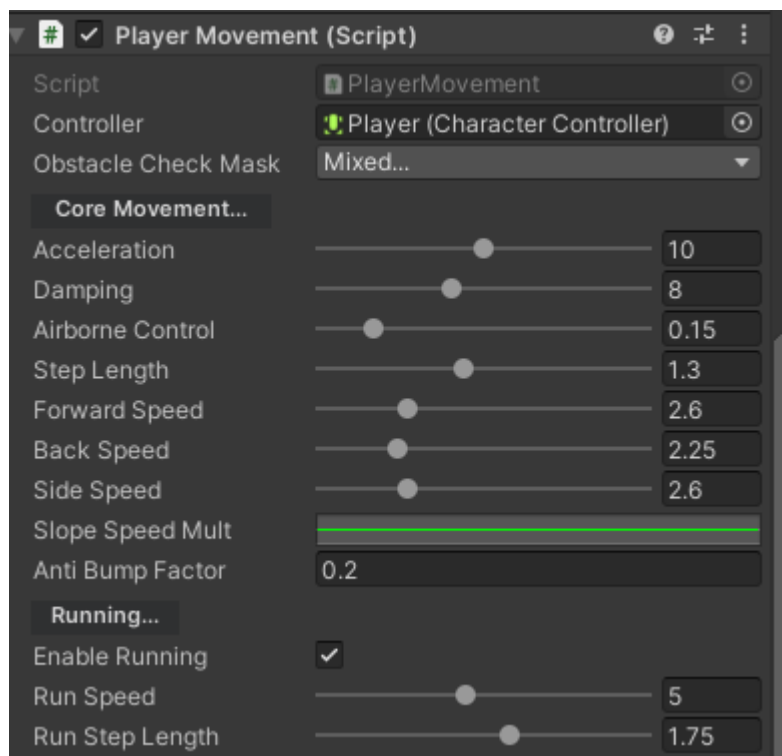 # Player Movement (Script)
Script # PlayerMovement
Controller Player (Character Controller)
Obstacle Check Mask Mixed...
Core Movement...
Acceleration 10
Damping 8
Airborne Control 0.15
Step Length 1.3
Forward Speed 2.6
Back Speed 2.25
Side Speed 2.6
Slope Speed Mult
Anti Bump Factor 0.2
Running...
Enable Running
Run Speed 5
Run Step Length 1.75